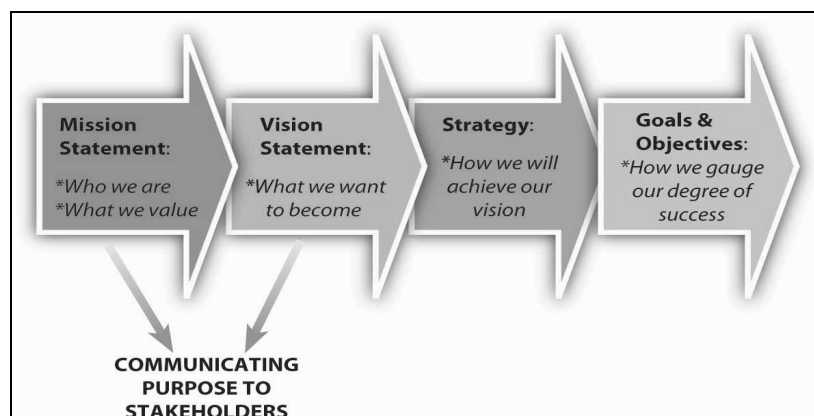 Mission
Statement:
*Who we are
*What we value
Vision
Statement:
*What we want
to become
Strategy:
*How we will
achieve our
vision
Goals &
Objectives:
*How we gauge
our degree of
success
COMMUNICATING
PURPOSE TO
STAKEHOLDERS